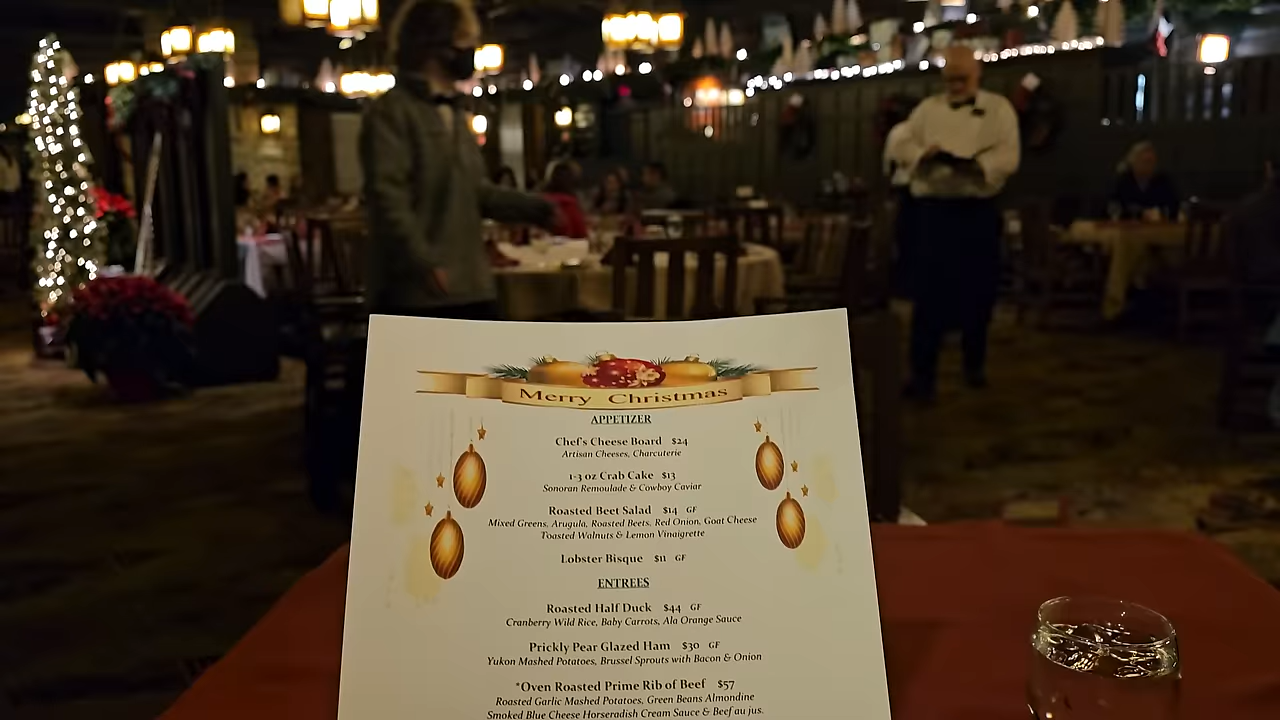 Merry Christmas
APPETIZER
Chef's Cheese Board $24
Artisan Cheeses, Charcuterie
1-3 oz Crab Cake $13
Sonoran Remoulade & Cowboy Caviar
Roasted Beet Salad $14 GF
Mixed Greens, Arugula, Roasted Beets, Red Onion, Goat Cheese
Toasted Walnuts & Lemon Vinaigrette
Lobster Bisque $11 GF
ENTREES
Roasted Half Duck $44 GF
Cranberry Wild Rice, Baby Carrots, Ala Orange Sauce
Prickly Pear Glazed Ham $30 GF
Yukon Mashed Potatoes, Brussel Sprouts with Bacon & Onion
*Oven Roasted Prime Rib of Beef $57
Roasted Garlic Mashed Potatoes, Green Beans Almondine
Smoked Blue Cheese Horseradish Cream Sauce & Beef au jus.